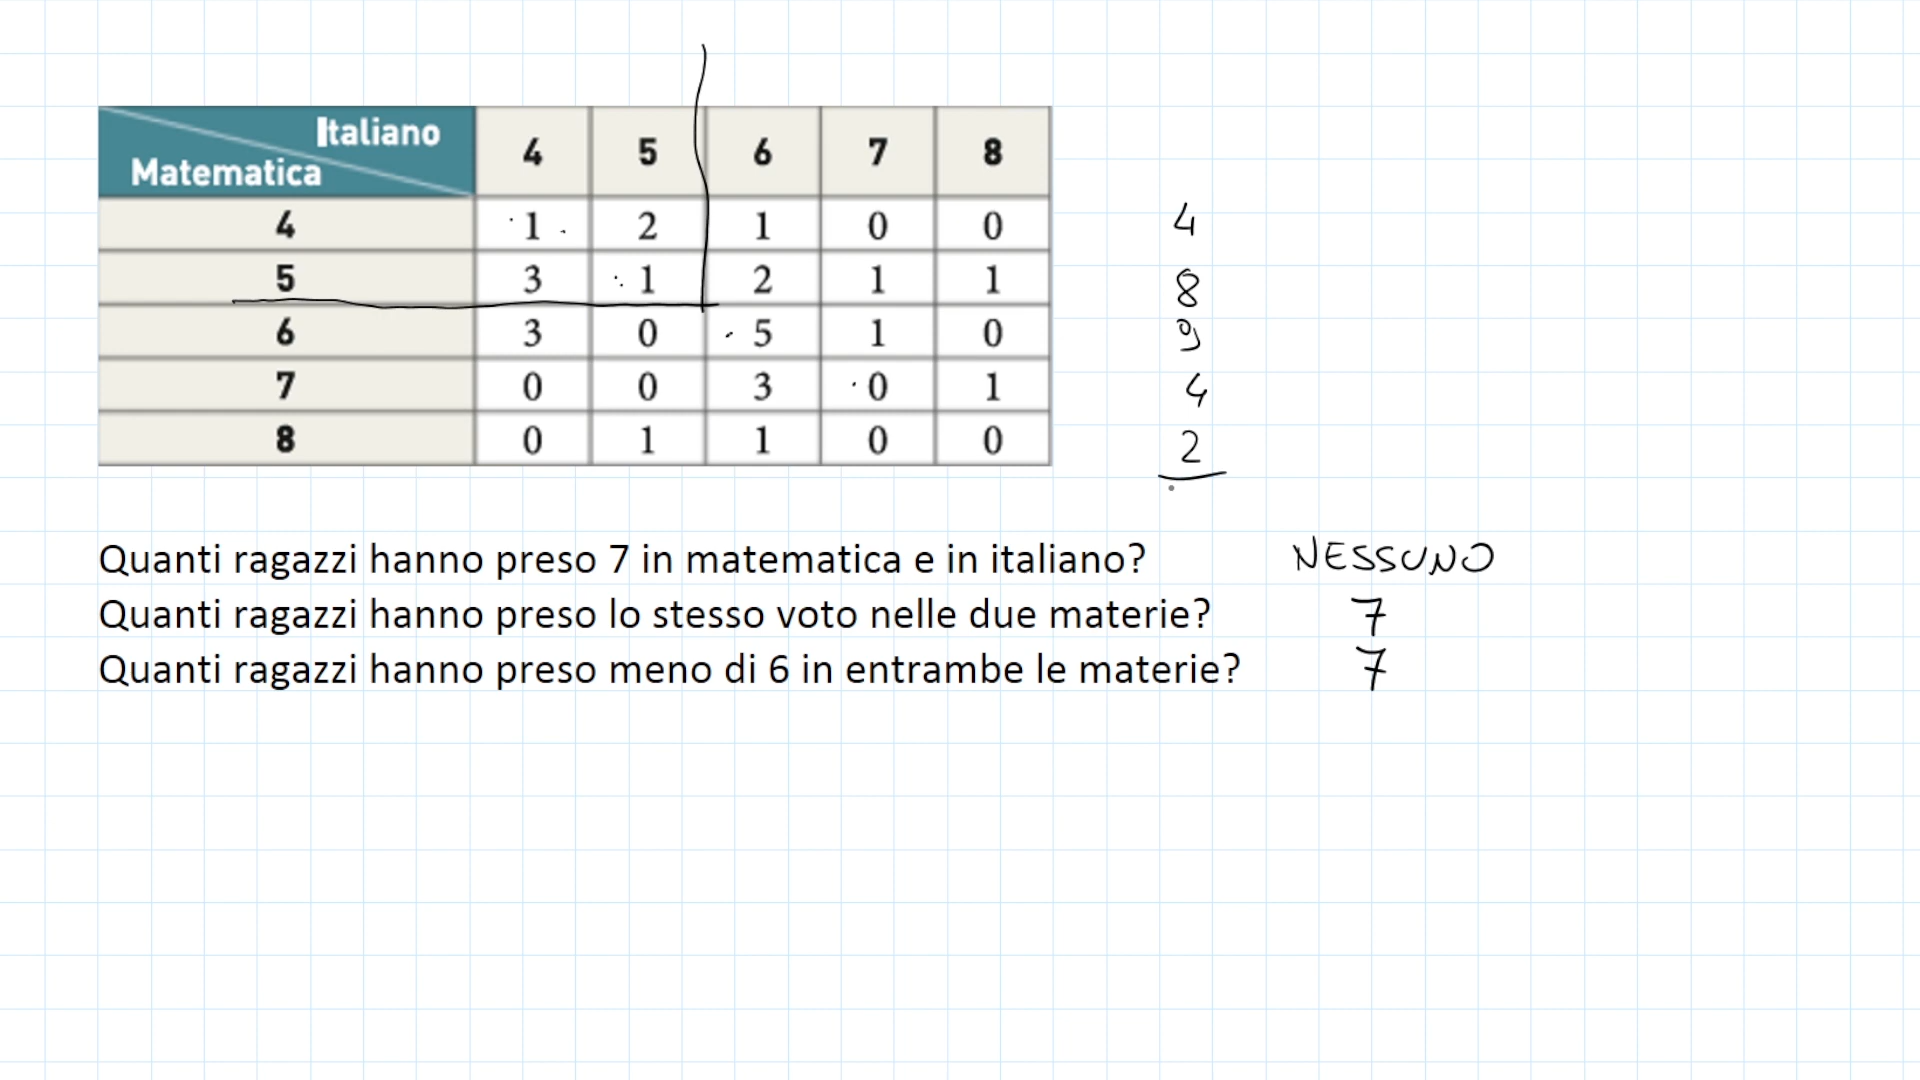 Italiano
Matematica 4 5 6 7 8
4 1 2 1 0 0 4
5 3 1 2 1 1 8
6 3 0 5 1 0 9
7 0 0 3 0 1 4
8 0 1 1 0 0 2
Quanti ragazzi hanno preso 7 in matematica e in italiano? NESSUNO
Quanti ragazzi hanno preso lo stesso voto nelle due materie? 7
Quanti ragazzi hanno preso meno di 6 in entrambe le materie? 7